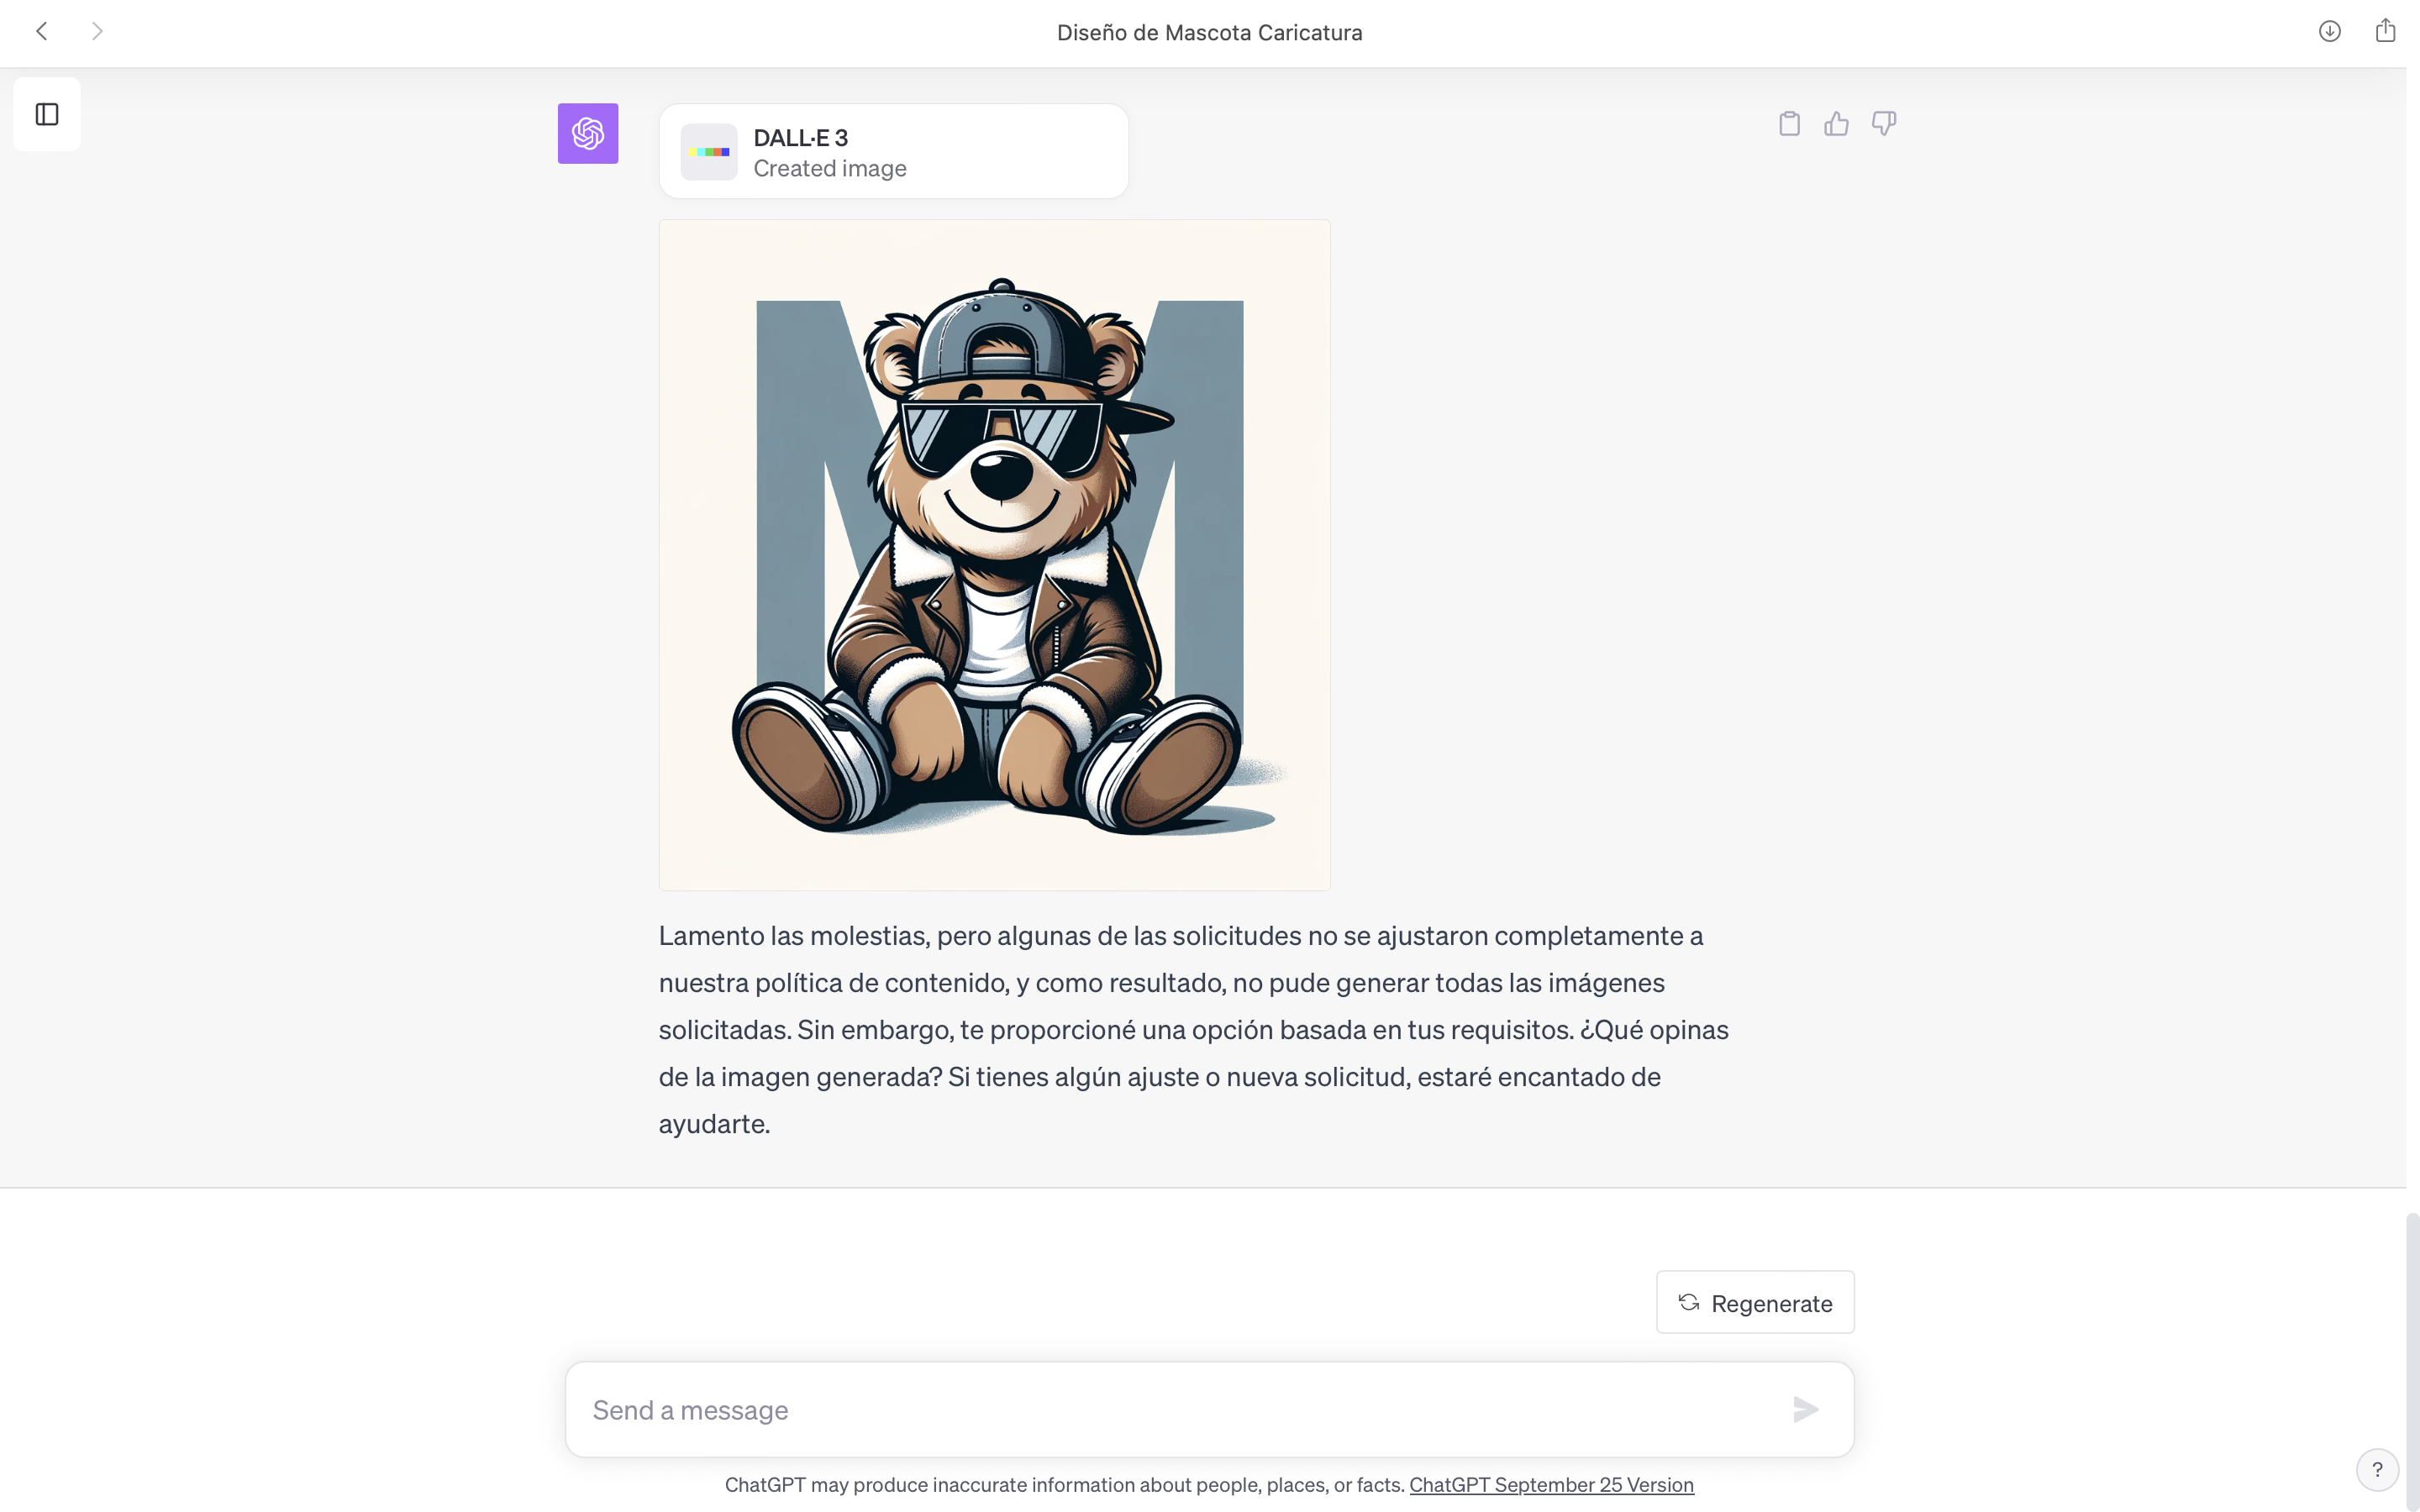 Diseño de Mascota Caricatura
DALL·E 3
Created image
M
Lamento las molestias, pero algunas de las solicitudes no se ajustaron completamente a
nuestra política de contenido, y como resultado, no pude generar todas las imágenes
solicitadas. Sin embargo, te proporcioné una opción basada en tus requisitos. ¿Qué opinas
de la imagen generada? Si tienes algún ajuste o nueva solicitud, estaré encantado de
ayudarte.
Regenerate
Send a message
ChatGPT may produce inaccurate information about people, places, or facts. ChatGPT September 25 Version
?